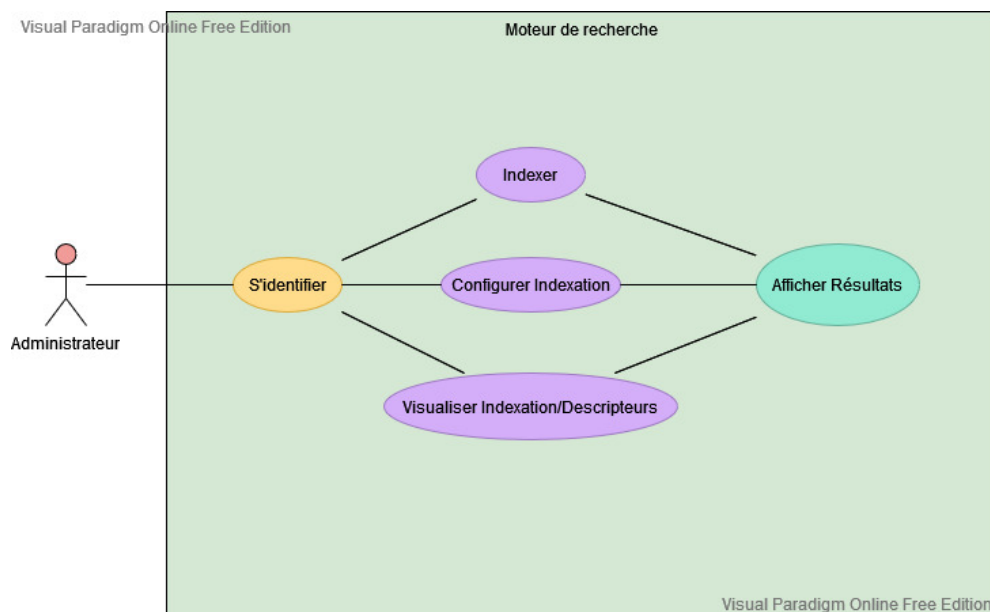 Visual Paradigm Online Free Edition
Moteur de recherche
Indexer
S'identifier
Configurer Indexation
Afficher Résultats
Administrateur
Visualiser Indexation/Descripteurs
Visual Paradigm Online Free Edition